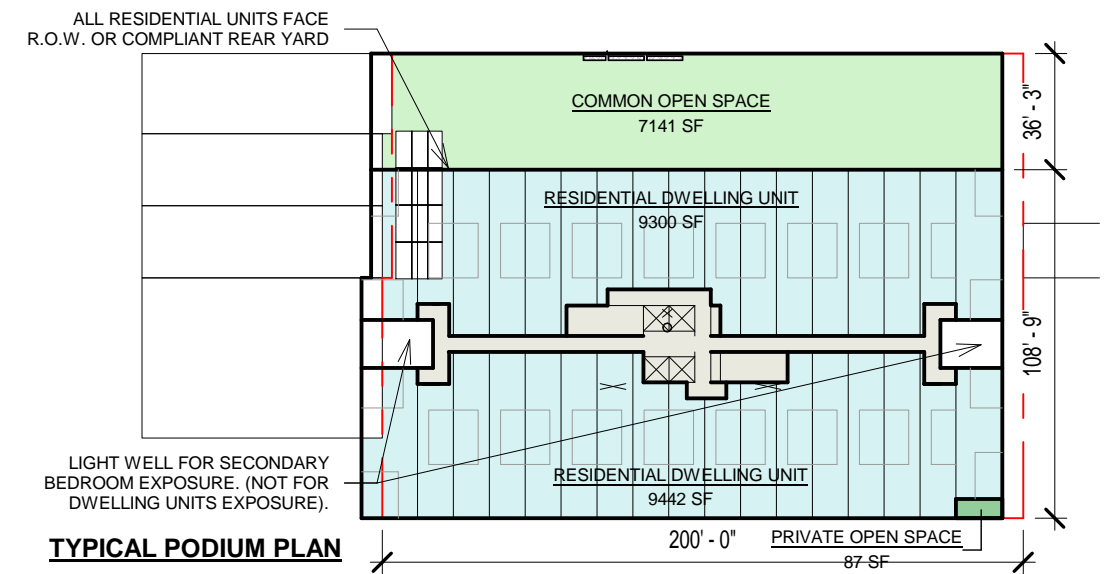 ALL RESIDENTIAL UNITS FACE
R.O.W. OR COMPLIANT REAR YARD
COMMON OPEN SPACE
7141 SF
36' - 3"
RESIDENTIAL DWELLING UNIT
9300 SF
108' - 9"
LIGHT WELL FOR SECONDARY
BEDROOM EXPOSURE. (NOT FOR
DWELLING UNITS EXPOSURE).
RESIDENTIAL DWELLING UNIT
9442 SF
TYPICAL PODIUM PLAN
200' - 0"
PRIVATE OPEN SPACE
87 SF